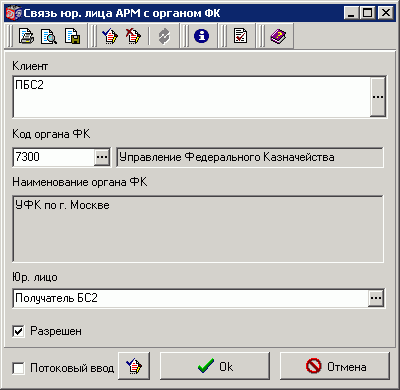 Связь юр. лица АРМ с органом ФК
Клиент
ПБС2
Код органа ФК
7300
Управление Федерального Казначейства
Наименование органа ФК
УФК по г. Москве
Юр. лицо
Получатель БС2
Разрешен
Потоковый ввод
Ok
Отмена